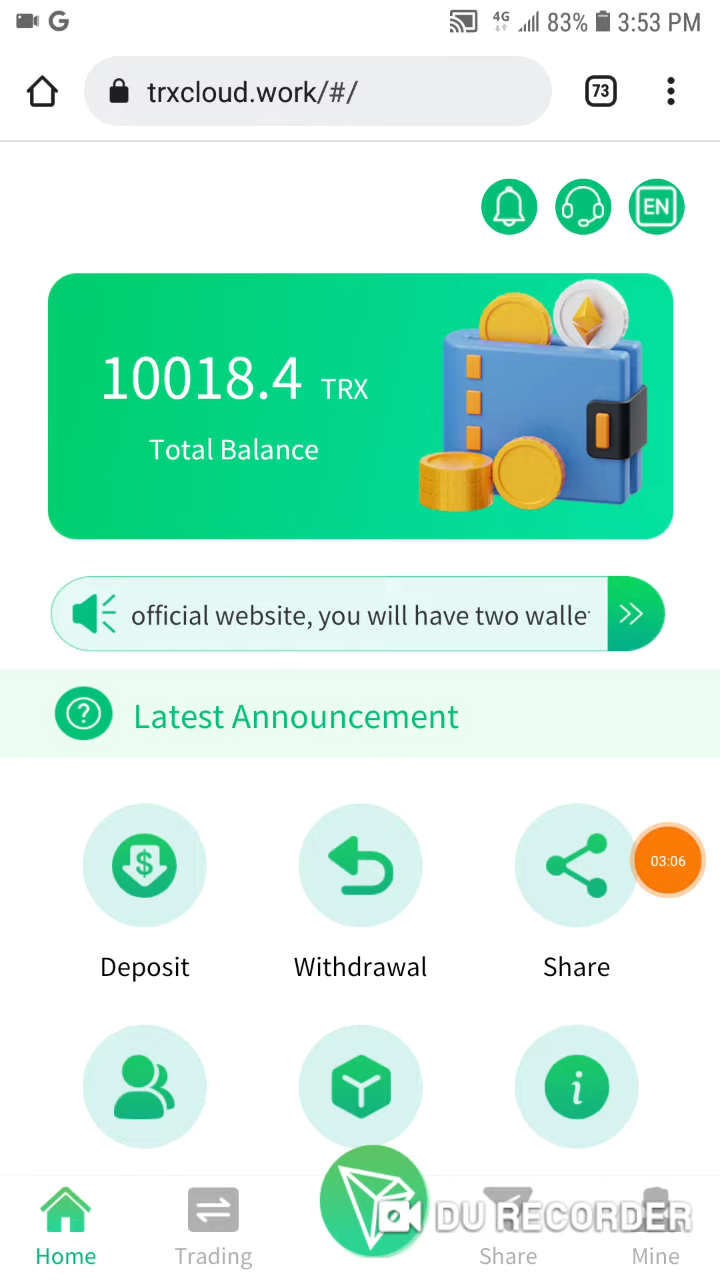 4G 83% 3:53 PM
trxcloud.work/#/
73
EN
10018.4 TRX
Total Balance
official website, you will have two walle
Latest Announcement
03:06
Deposit Withdrawal Share
DU RECORDER
Home Trading Share Mine